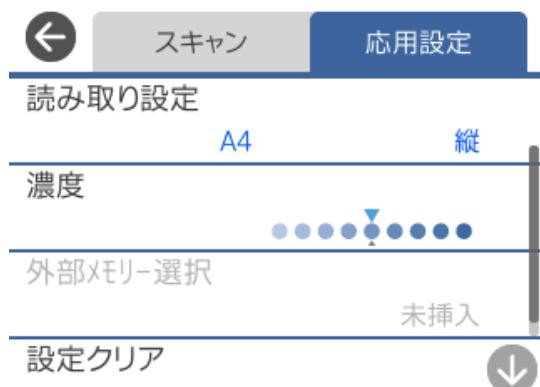 スキャン 応用設定
読み取り設定
A4 縦
濃度
外部メモリー選択
未挿入
設定クリア